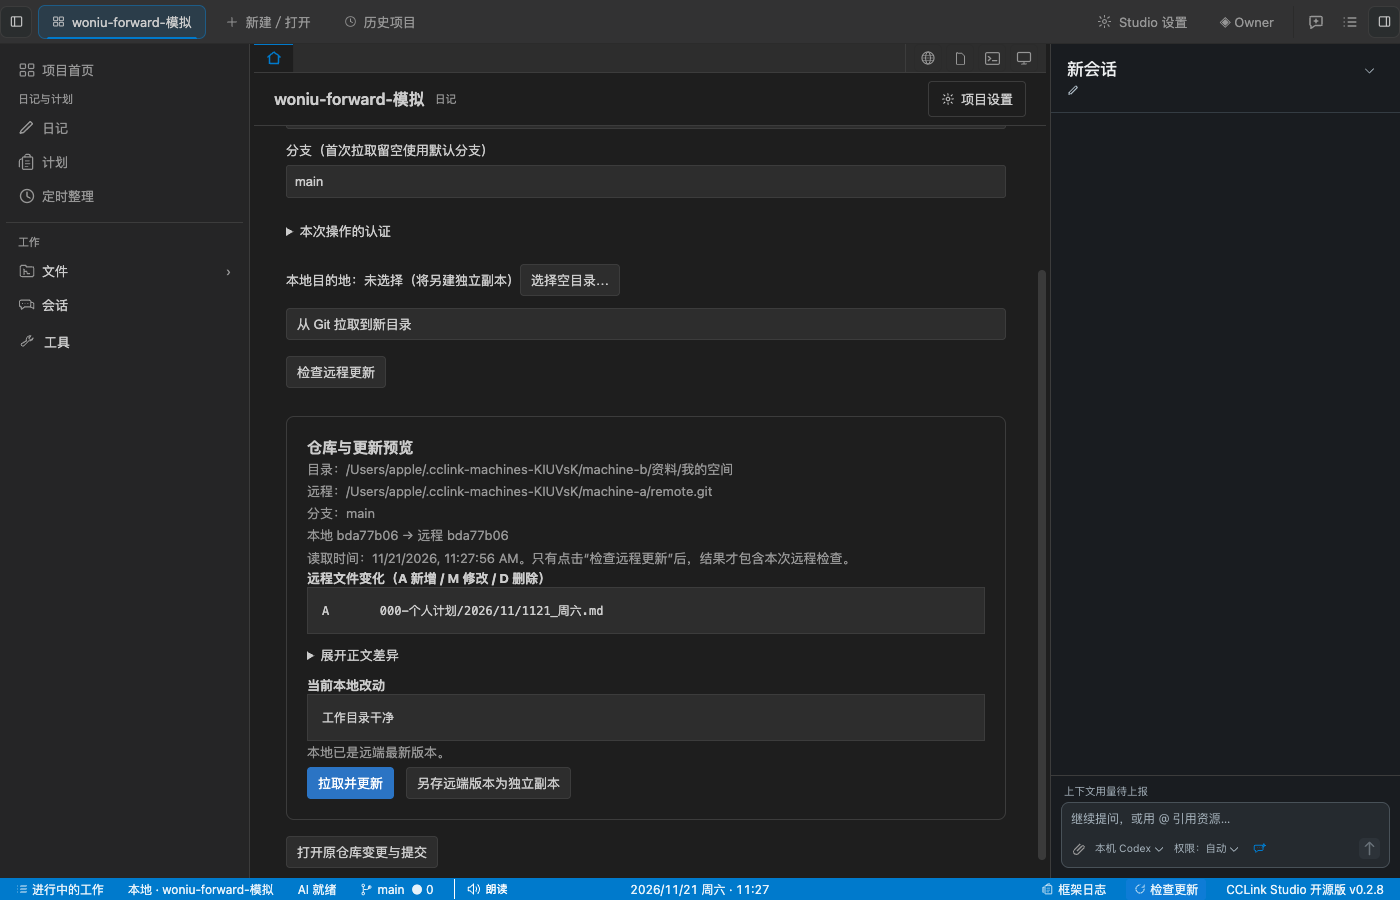 woniu-forward-模拟
新建 / 打开
历史项目
Studio 设置
Owner
项目首页
日记与计划
日记
计划
定时整理
工作
文件
会话
工具
woniu-forward-模拟 日记
项目设置
分支（首次拉取留空使用默认分支）
main
本次操作的认证
本地目的地：未选择（将另建独立副本） 选择空目录...
从 Git 拉取到新目录
检查远程更新
仓库与更新预览
目录：/Users/apple/.cclink-machines-KIUVsK/machine-b/资料/我的空间
远程：/Users/apple/.cclink-machines-KIUVsK/machine-a/remote.git
分支：main
本地 bda77b06 → 远程 bda77b06
读取时间：11/21/2026, 11:27:56 AM。只有点击“检查远程更新”后，结果才包含本次远程检查。
远程文件变化（A 新增 / M 修改 / D 删除）
A 000-个人计划/2026/11/1121_周六.md
展开正文差异
当前本地改动
工作目录干净
本地已是远端最新版本。
拉取并更新 另存远端版本为独立副本
打开原仓库变更与提交
新会话
上下文用量待上报
继续提问，或用 @ 引用资源...
本机 Codex 权限：自动
进行中的工作 本地 · woniu-forward-模拟 AI 就绪 main 0 朗读 2026/11/21 周六 · 11:27 框架日志 检查更新 CCLink Studio 开源版 v0.2.8